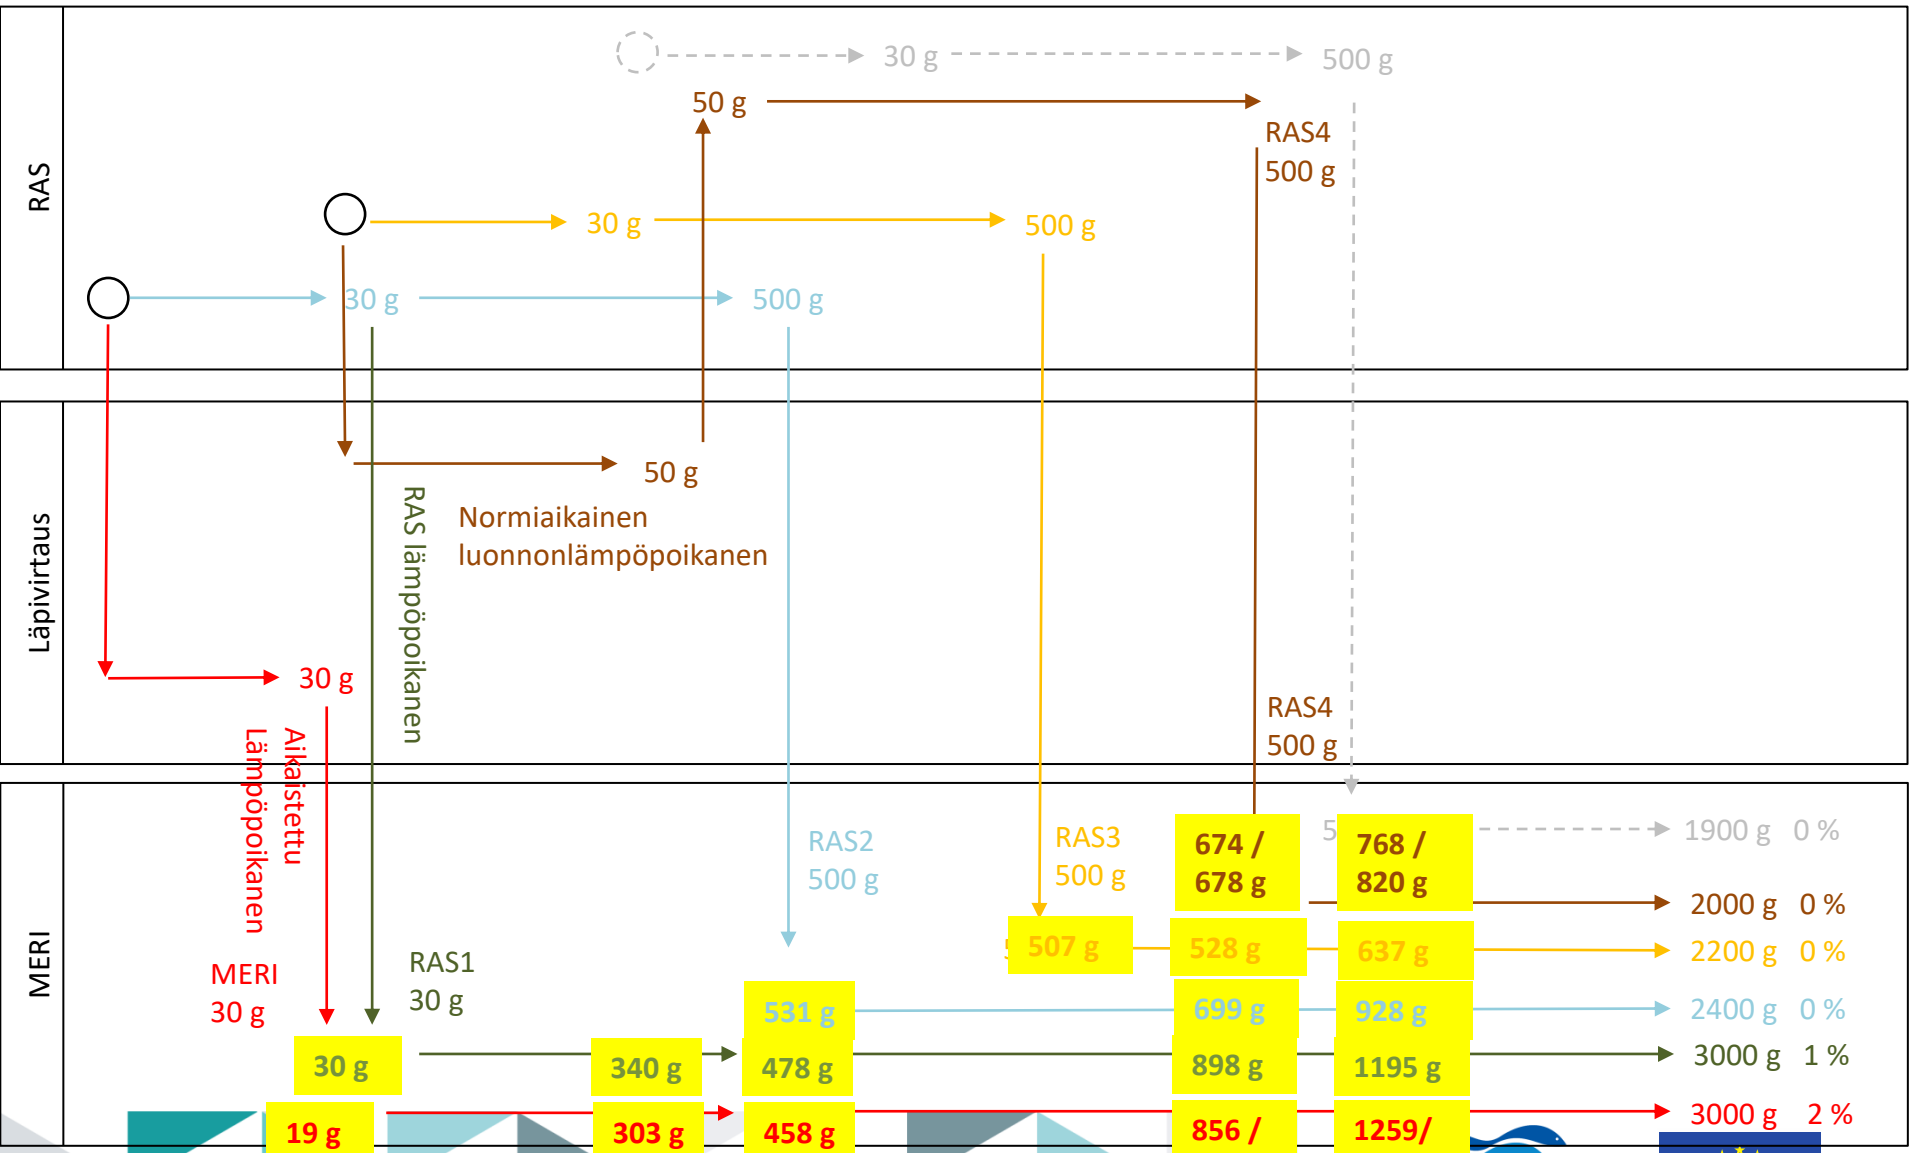 RAS
30 g
500 g
50 g
RAS4
500 g
30 g
500 g
30 g
500 g
Läpivirtaus
50 g
Normiaikainen
luonnonlämpöpoikanen
RAS lämpöpoikanen
30 g
Aikaistettu
Lämpöpoikanen
RAS4
500 g
MERI
MERI
30 g
RAS1
30 g
RAS2
500 g
RAS3
500 g
674 /
678 g
5
768 /
820 g
1900 g 0 %
2000 g 0 %
507 g
528 g
637 g
2200 g 0 %
531 g
699 g
928 g
2400 g 0 %
30 g
340 g
478 g
898 g
1195 g
3000 g 1 %
19 g
303 g
458 g
856 /
1259/
3000 g 2 %